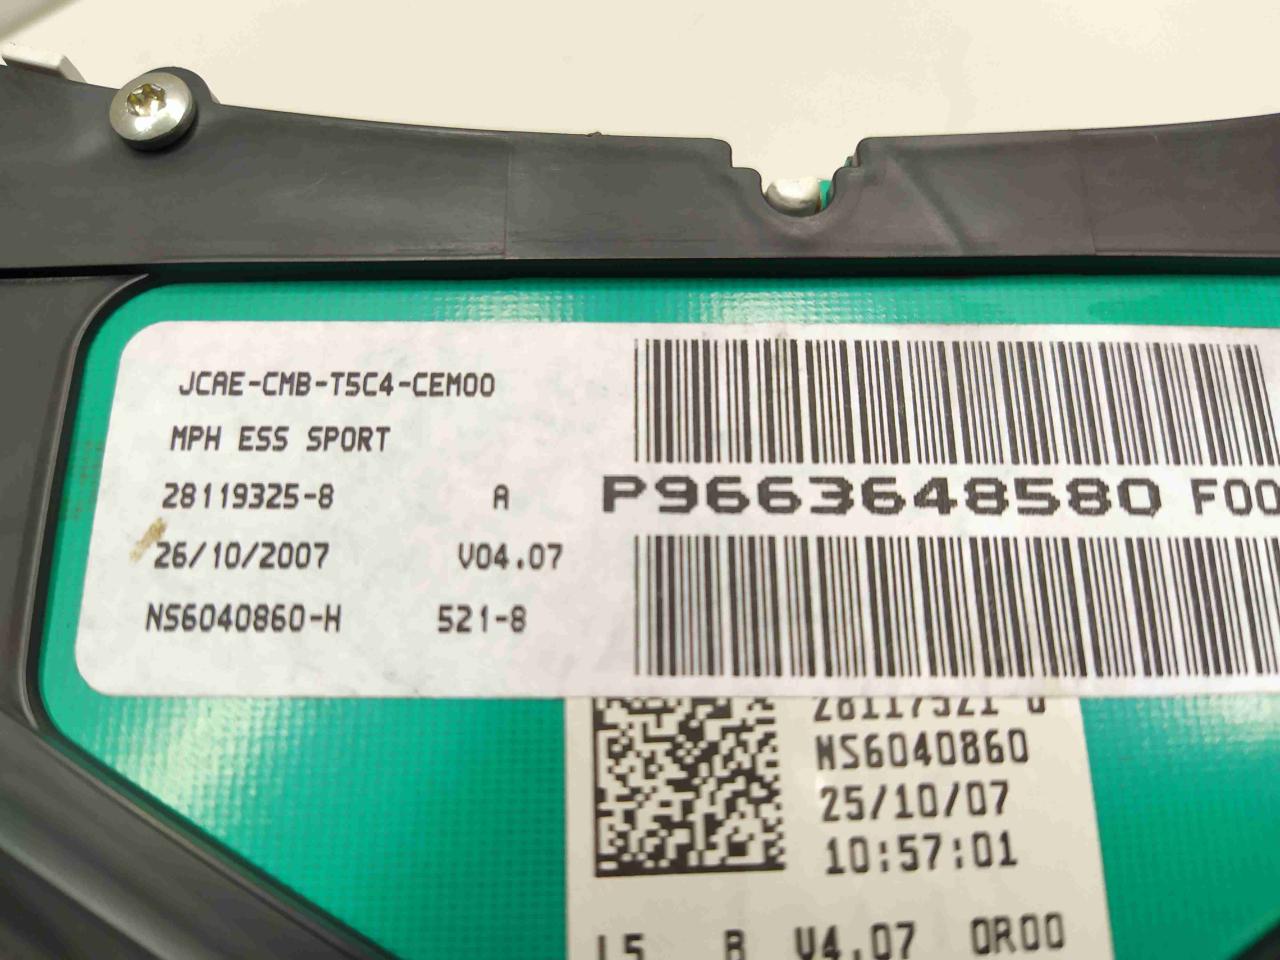 JCAE-CMB-T5C4-CEM00
MPH ESS SPORT
28119325-8 A
P9663648580 F00
26/10/2007 V04.07
NS6040860-H 521-8
NS6040860
25/10/07
10:57:01
B V4.07 0R00